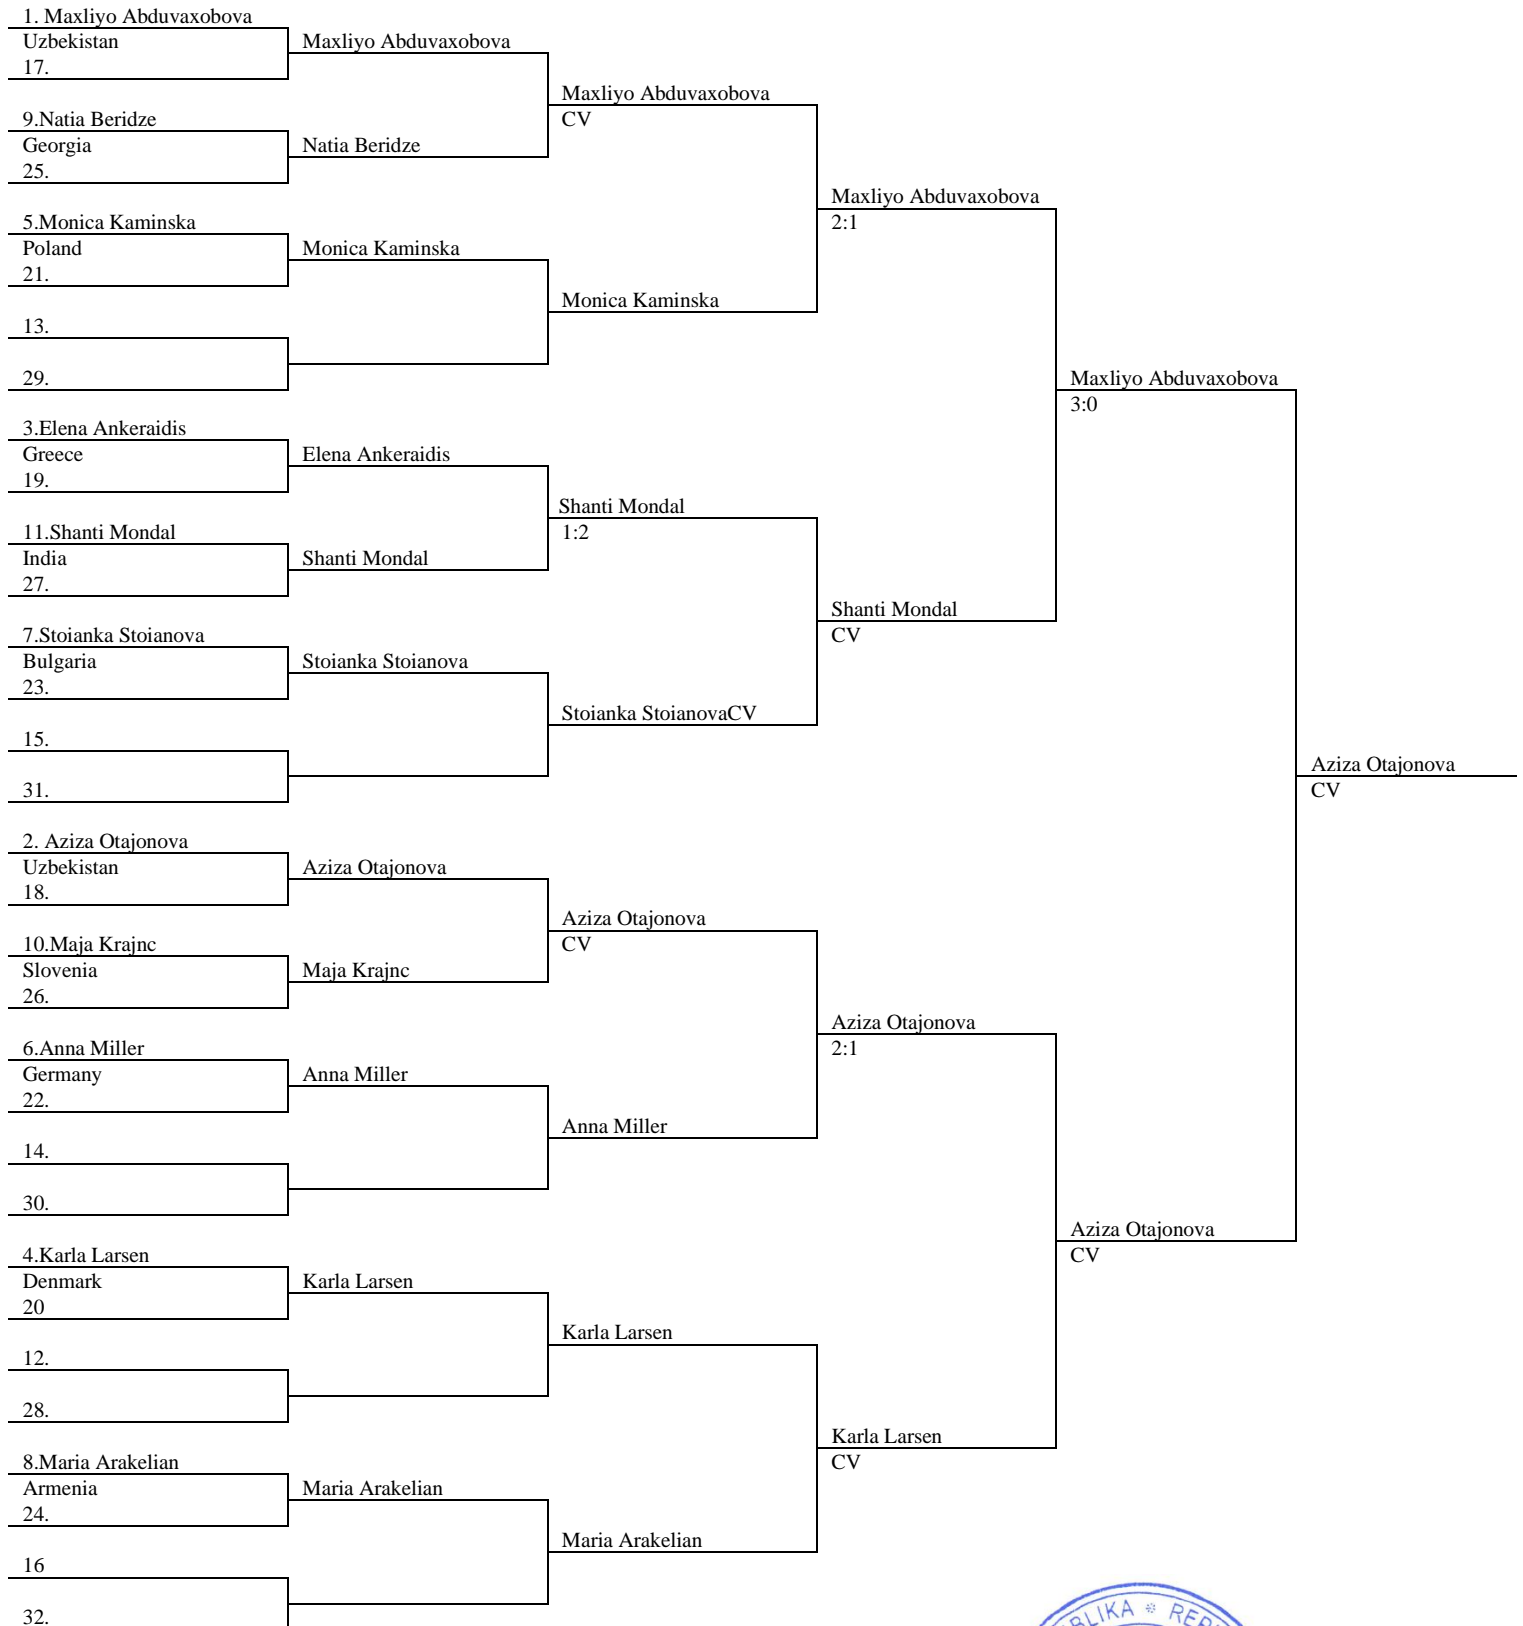 1. Maxliyo Abduvaxobova
Uzbekistan
17.
9.Natia Beridze
Georgia
25.
5.Monica Kaminska
Poland
21.
13.
29.
3.Elena Ankeraidis
Greece
19.
11.Shanti Mondal
India
27.
7.Stoianka Stoianova
Bulgaria
23.
15.
31.
2. Aziza Otajonova
Uzbekistan
18.
10.Maja Krajnc
Slovenia
26.
6.Anna Miller
Germany
22.
14.
30.
4.Karla Larsen
Denmark
20
12.
28.
8.Maria Arakelian
Armenia
24.
16
32.
Maxliyo Abduvaxobova
Natia Beridze
Monica Kaminska
Elena Ankeraidis
Shanti Mondal
Stoianka Stoianova
Aziza Otajonova
Maja Krajnc
Anna Miller
Karla Larsen
Maria Arakelian
Maxliyo Abduvaxobova
CV
Monica Kaminska
Shanti Mondal
1:2
Stoianka StoianovaCV
Aziza Otajonova
CV
Anna Miller
Karla Larsen
Maria Arakelian
Maxliyo Abduvaxobova
2:1
Shanti Mondal
CV
Aziza Otajonova
2:1
Karla Larsen
CV
Maxliyo Abduvaxobova
3:0
Aziza Otajonova
CV
Aziza Otajonova
CV